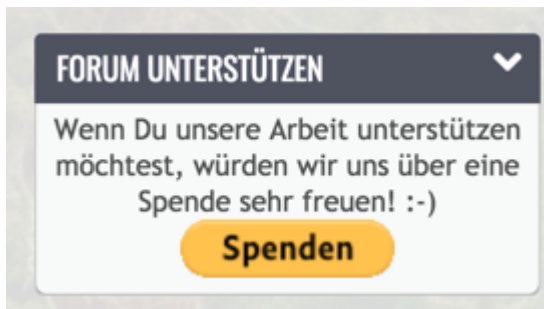 FORUM UNTERSTÜTZEN
Wenn Du unsere Arbeit unterstützen
möchtest, würden wir uns über eine
Spende sehr freuen! :-)
Spenden